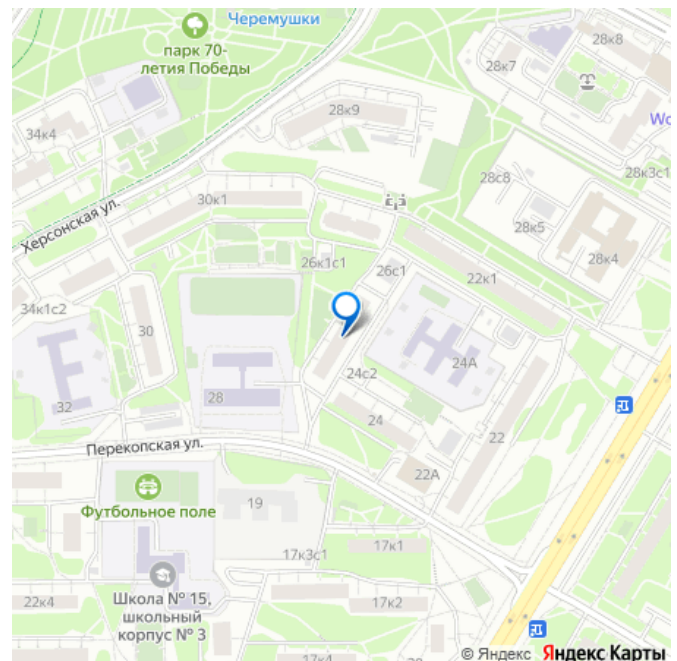 Черемушки
парк 70-
летия Победы
28к8
28к7
34к4
28к9
Wo
28с8
28к3с1
30к1
Херсонская ул.
28к5
26к1с1
26с1
22к1
28к4
34к1с2
30
24А
24с2
32
28
24
22
Перекопская ул.
22А
Футбольное поле
19
17к3с1
17к1
Школа № 15,
школьный
корпус № 3
22к4
17к2
17к4
© Яндекс Яндекс Карты